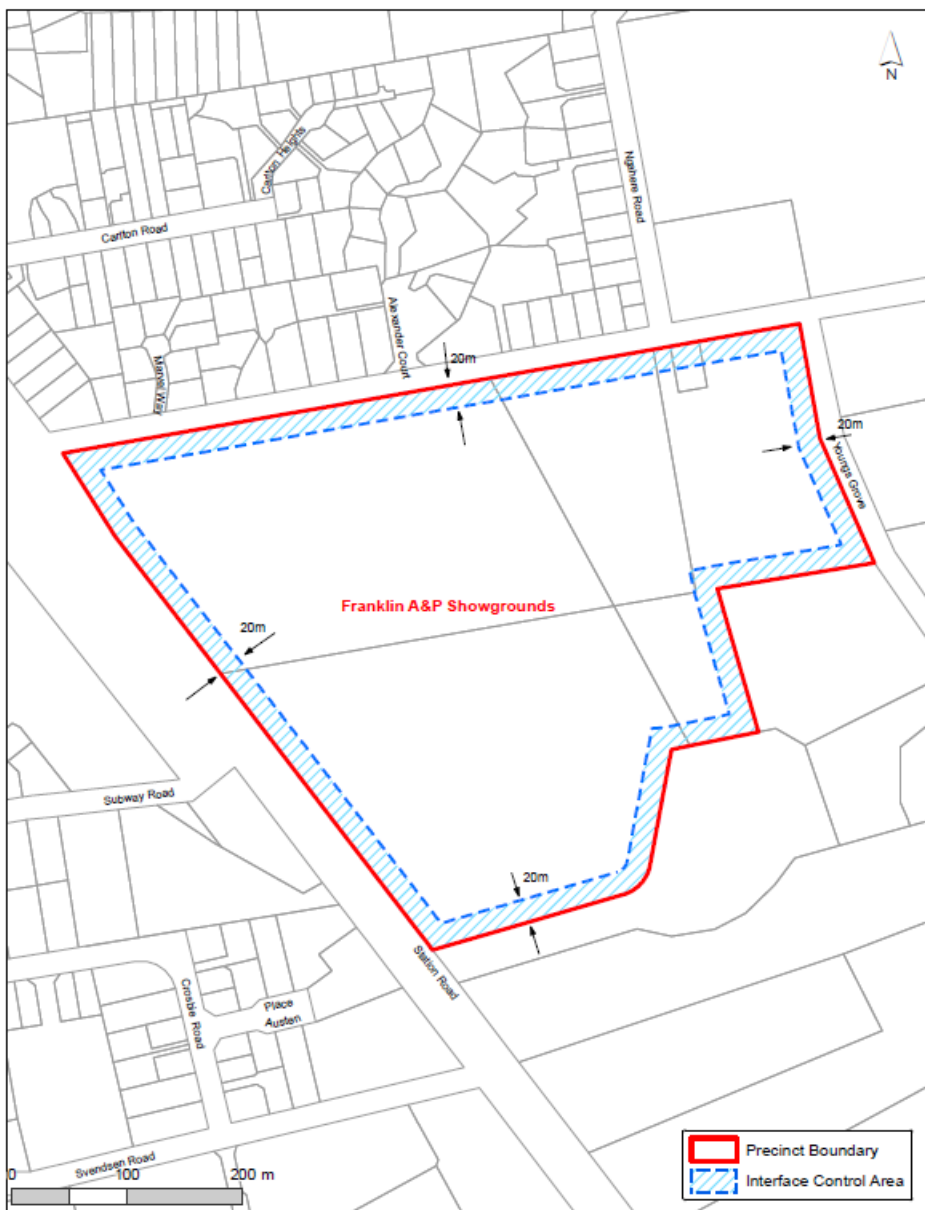 N
Carlton Heights
Ngahere Road
Carlton Road
Alexander Court
Manvel Way
20m
20m
Youngs Grove
Franklin A&P Showgrounds
20m
Subway Road
20m
Station Road
Crosbie Road
Place
Austen
Svendsen Road
0 100 200 m
Precinct Boundary
Interface Control Area